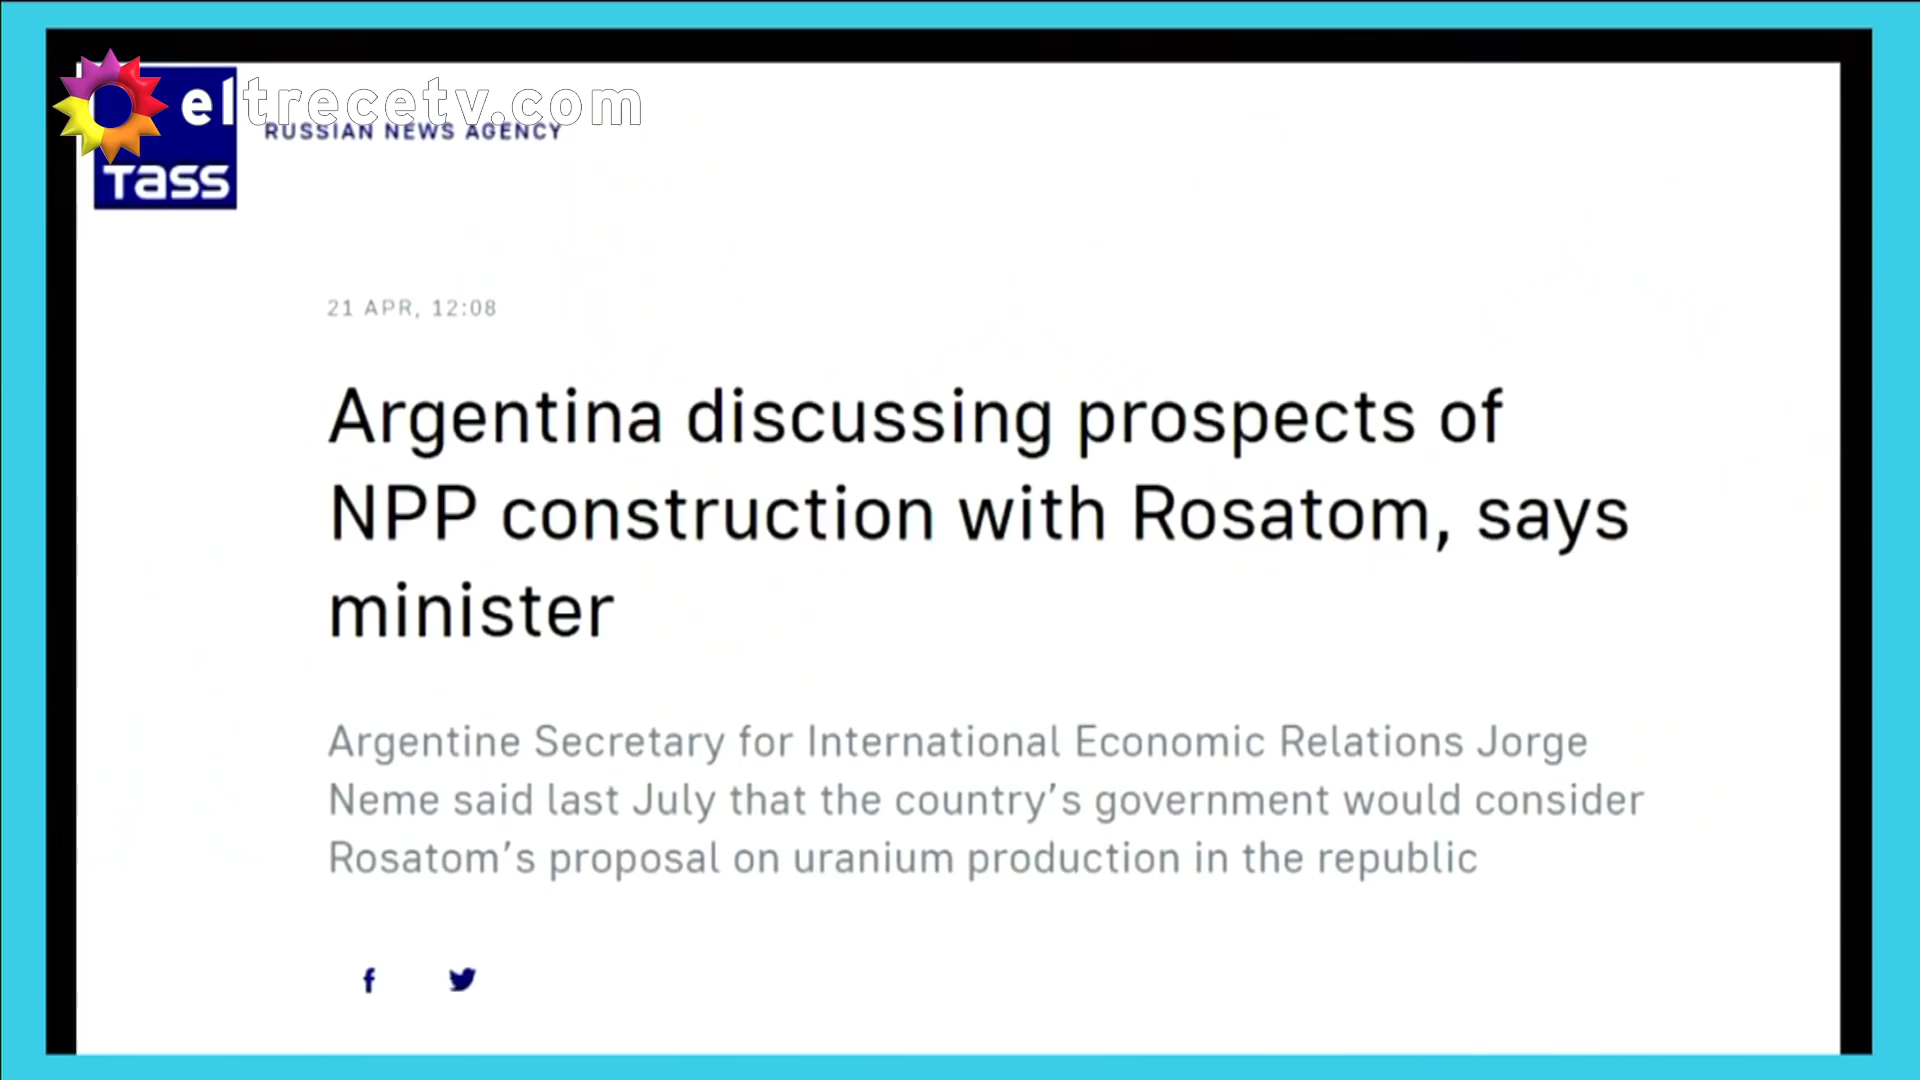 eltrecetv.com
RUSSIAN NEWS AGENCY
TASS
21 APR, 12:08
Argentina discussing prospects of
NPP construction with Rosatom, says
minister
Argentine Secretary for International Economic Relations Jorge
Neme said last July that the country’s government would consider
Rosatom’s proposal on uranium production in the republic